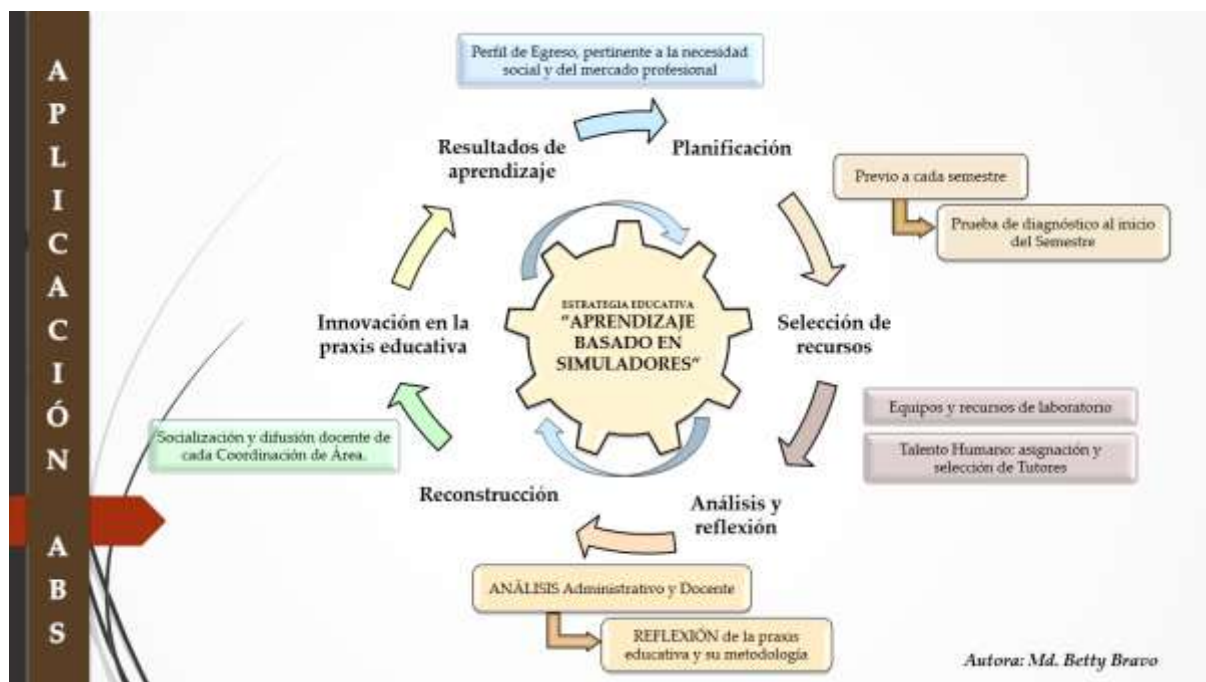 APLICACIÓN ABS
Perfil de Egreso, pertinente a la necesidad
social y del mercado profesional
Resultados de
aprendizaje
Planificación
Previo a cada semestre
Prueba de diagnóstico al inicio
del Semestre
ESTRATEGIA EDUCATIVA
"APRENDIZAJE
BASADO EN
SIMULADORES"
Innovación en la
praxis educativa
Selección de
recursos
Equipos y recursos de laboratorio
Talento Humano: asignación y
selección de Tutores
Socialización y difusión docente de
cada Coordinación de Área.
Reconstrucción
Análisis y
reflexión
ANÁLISIS Administrativo y Docente
REFLEXIÓN de la praxis
educativa y su metodología
Autora: Md. Betty Bravo